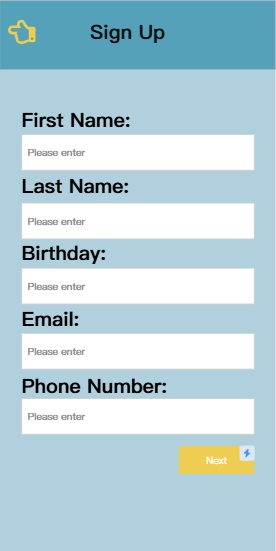 Sign Up
First Name:
Please enter
Last Name:
Please enter
Birthday:
Please enter
Email:
Please enter
Phone Number:
Please enter
Next